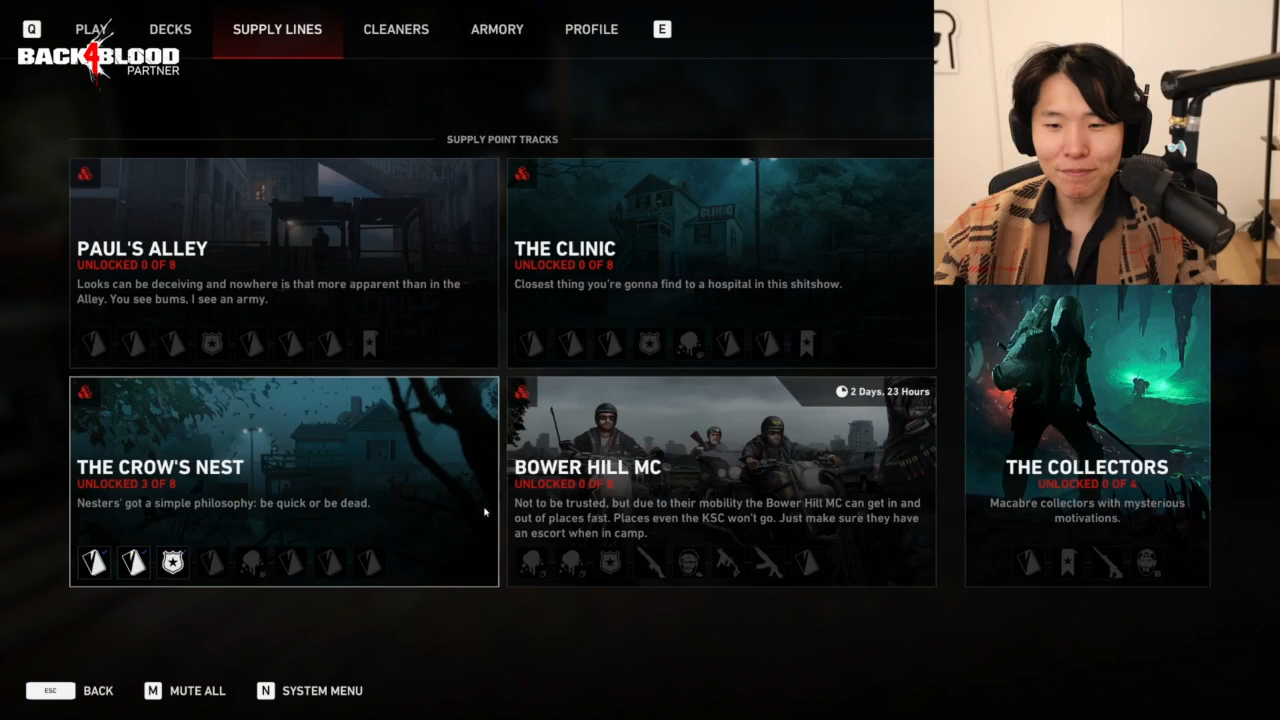 Q
PLAY
DECKS
SUPPLY LINES
CLEANERS
ARMORY
PROFILE
E
BACK4BLOOD
PARTNER
SUPPLY POINT TRACKS
PAUL'S ALLEY
UNLOCKED 0 OF 8
Looks can be deceiving and nowhere is that more apparent than in the
Alley. You see bums, I see an army.
CLINIC
THE CLINIC
UNLOCKED 0 OF 8
Closest thing you're gonna find to a hospital in this shitshow.
THE CROW'S NEST
UNLOCKED 3 OF 8
Nesters' got a simple philosophy: be quick or be dead.
2 Days, 23 Hours
BOWER HILL MC
UNLOCKED 0 OF 8
Not to be trusted, but due to their mobility the Bower Hill MC can get in and
out of places fast. Places even the KSC won't go. Just make sure they have
an escort when in camp.
THE COLLECTORS
UNLOCKED 0 OF 4
Macabre collectors with mysterious
motivations.
ESC
BACK
M
MUTE ALL
N
SYSTEM MENU